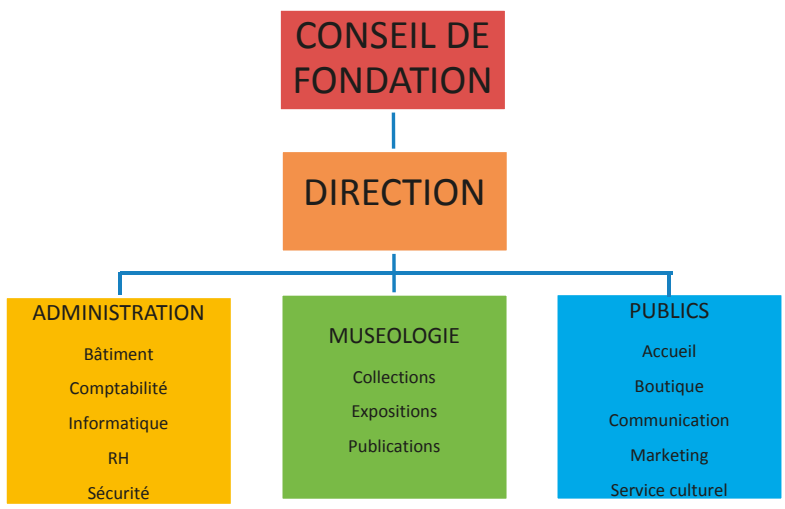 CONSEIL DE
FONDATION
DIRECTION
ADMINISTRATION
Bâtiment
Comptabilité
Informatique
RH
Sécurité
MUSEOLOGIE
Collections
Expositions
Publications
PUBLICS
Accueil
Boutique
Communication
Marketing
Service culturel